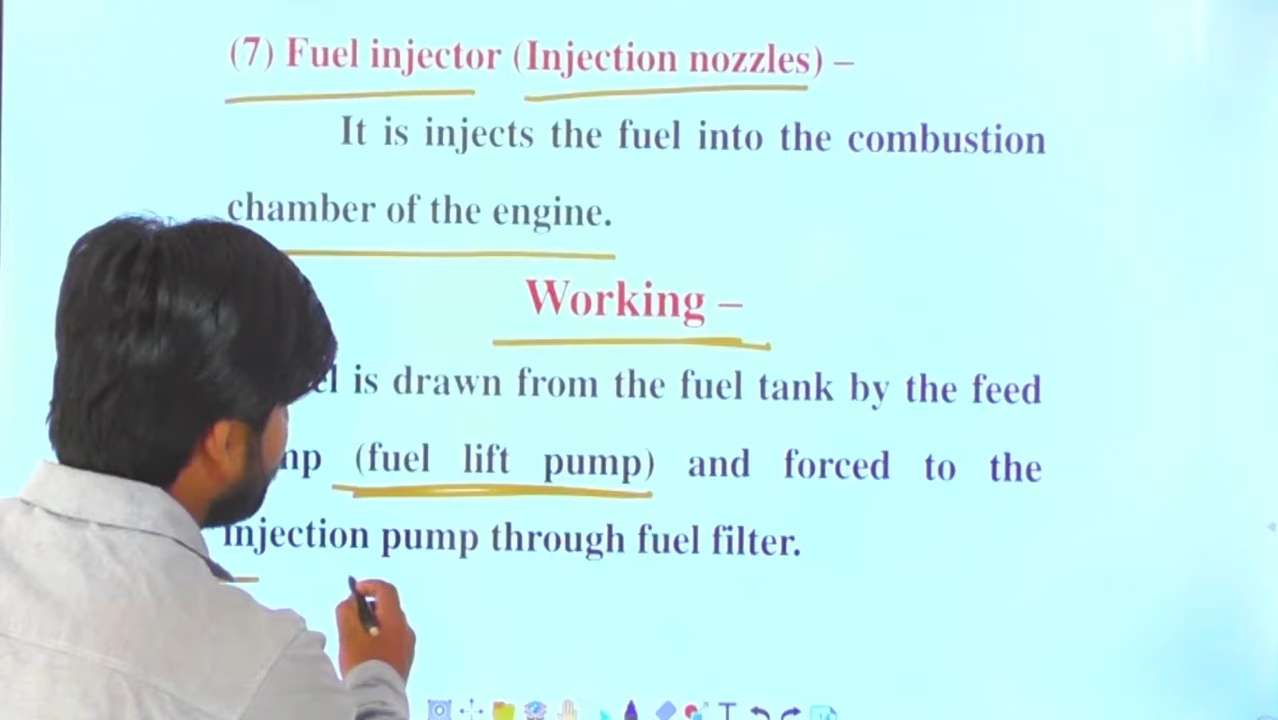 (7) Fuel injector (Injection nozzles) –
It is injects the fuel into the combustion
chamber of the engine.
Working –
is drawn from the fuel tank by the feed
(fuel lift pump) and forced to the
injection pump through fuel filter.